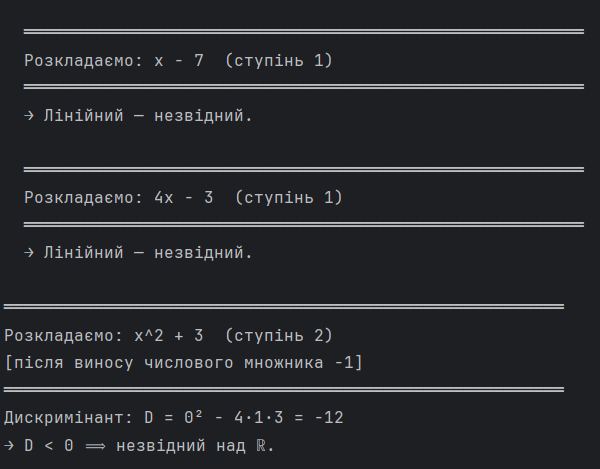 Розкладаємо: x - 7  (ступінь 1)
→ Лінійний — незвідний.
Розкладаємо: 4x - 3  (ступінь 1)
→ Лінійний — незвідний.
Розкладаємо: x^2 + 3  (ступінь 2)
[після виносу числового множника -1]
Дискримінант: D = 0² - 4·1·3 = -12
→ D < 0 ⟹ незвідний над ℝ.